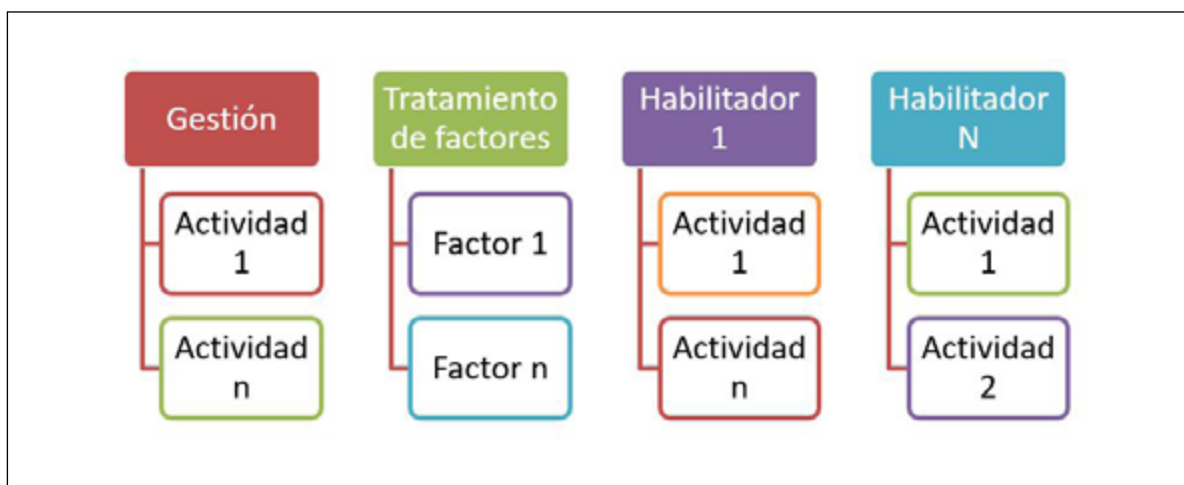 Gestión
Actividad
1
Actividad
n
Tratamiento
de factores
Factor 1
Factor n
Habilitador
1
Actividad
1
Actividad
n
Habilitador
N
Actividad
1
Actividad
2